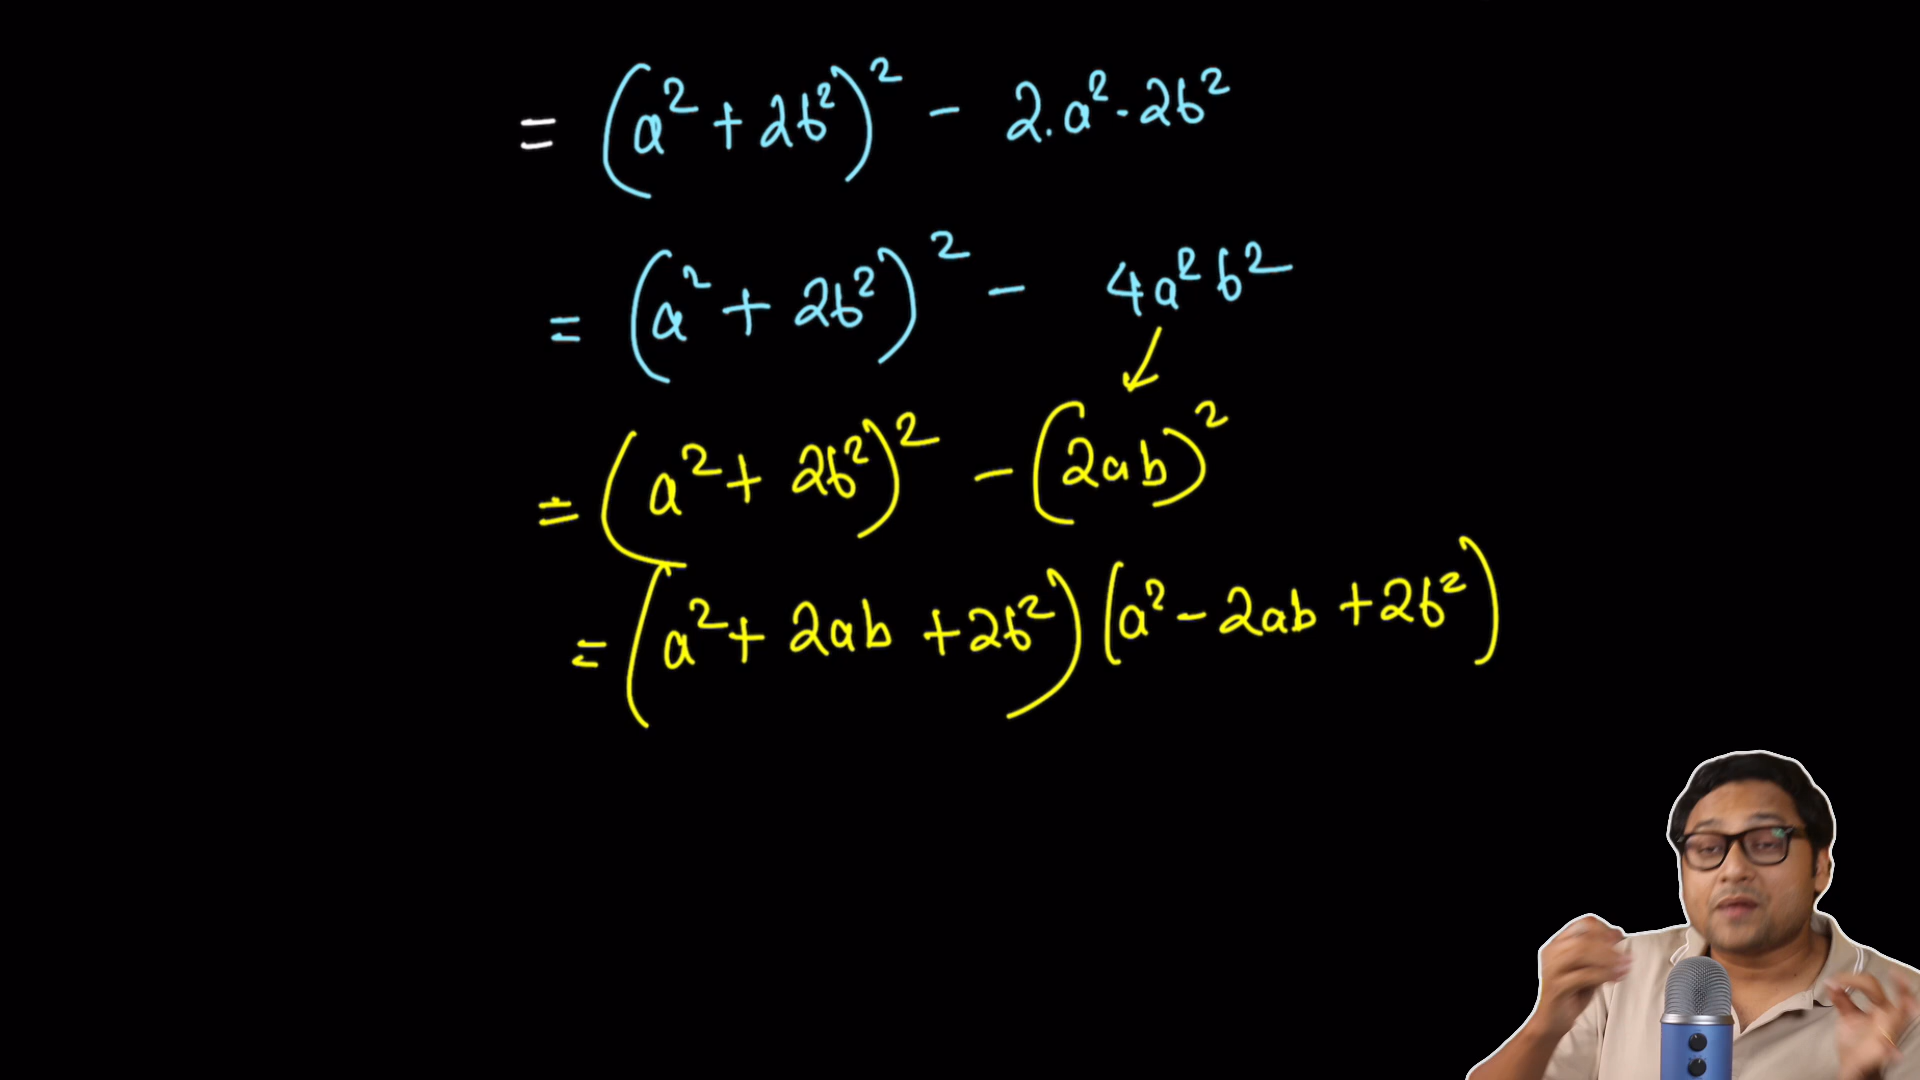 = (a² + 2b²)² - 2.a².2b²
= (a² + 2b²)² - 4a²b²
= (a² + 2b²)² - (2ab)²
= (a² + 2ab + 2b²) (a² - 2ab + 2b²)